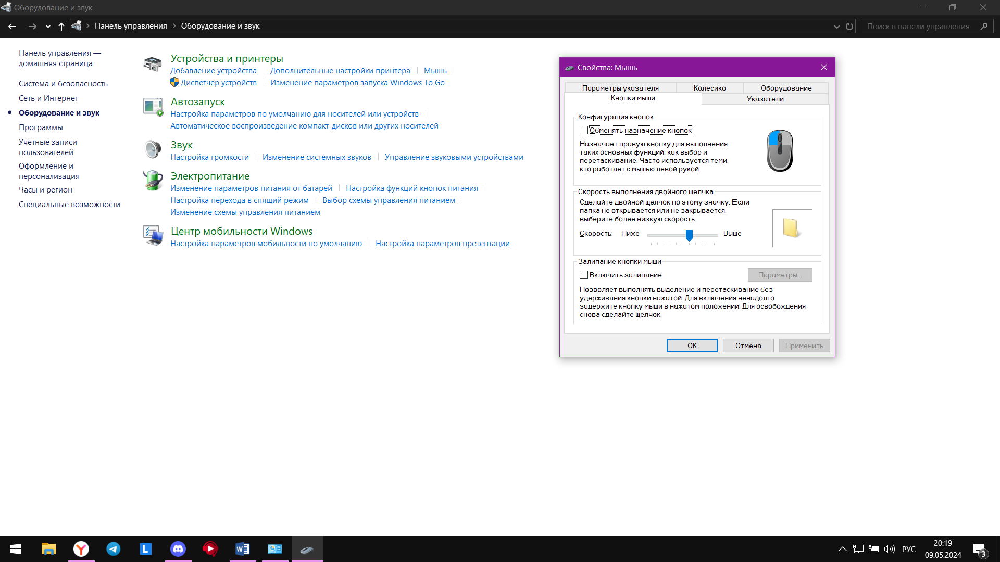 Оборудование и звук
Панель управления
Оборудование и звук
Поиск в панели управления
Панель управления —
домашняя страница
Система и безопасность
Сеть и Интернет
Оборудование и звук
Программы
Учетные записи
пользователей
Оформление и
персонализация
Часы и регион
Специальные возможности
Устройства и принтеры
Добавление устройства
Дополнительные настройки принтера
Мышь
Диспетчер устройств
Изменение параметров запуска Windows To Go
Автозапуск
Настройка параметров по умолчанию для носителей или устройств
Автоматическое воспроизведение компакт-дисков или других носителей
Звук
Настройка громкости
Изменение системных звуков
Управление звуковыми устройствами
Электропитание
Изменение параметров питания от батарей
Настройка функций кнопок питания
Настройка перехода в спящий режим
Выбор схемы управления питанием
Изменение схемы управления питанием
Центр мобильности Windows
Настройка параметров мобильности по умолчанию
Настройка параметров презентации
Свойства: Мышь
Параметры указателя
Колесико
Оборудование
Кнопки мыши
Указатели
Конфигурация кнопок
Обменять назначение кнопок
Назначает правую кнопку для выполнения
таких основных функций, как выбор и
перетаскивание. Часто используется теми,
кто работает с мышью левой рукой.
Скорость выполнения двойного щелчка
Сделайте двойной щелчок по этому значку. Если
папка не открывается или не закрывается,
выберите более низкую скорость.
Скорость:
Ниже
Выше
Залипание кнопки мыши
Включить залипание
Параметры...
Позволяет выполнять выделение и перетаскивание без
удерживания кнопки нажатой. Для включения ненадолго
задержите кнопку мыши в нажатом положении. Для освобождения
снова сделайте щелчок.
ОК
Отмена
Применить
L
W
РУС
20:19
09.05.2024
3